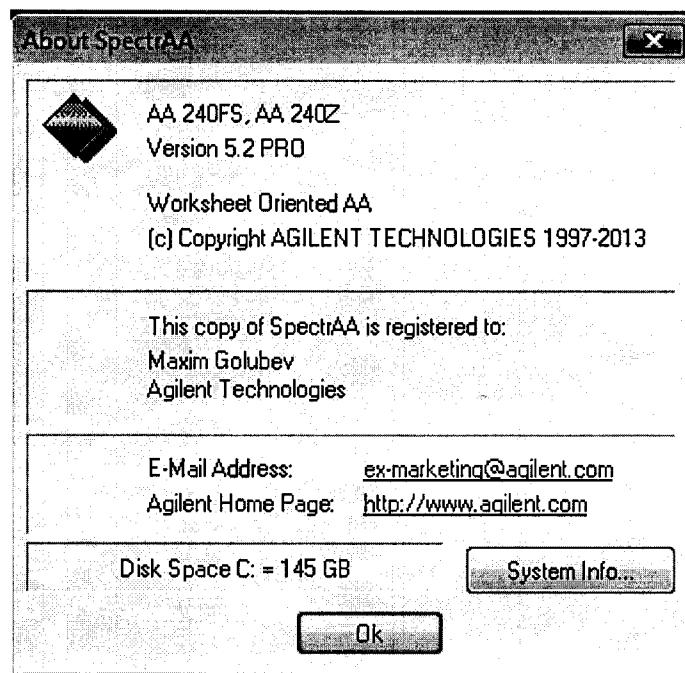 About SpectrAA
AA 240FS, AA 240Z
Version 5.2 PRO
Worksheet Oriented AA
(c) Copyright AGILENT TECHNOLOGIES 1997-2013
This copy of SpectrAA is registered to:
Maxim Golubev
Agilent Technologies
E-Mail Address: ex-marketing@agilent.com
Agilent Home Page: http://www.agilent.com
Disk Space C: = 145 GB
System Info...
Ok